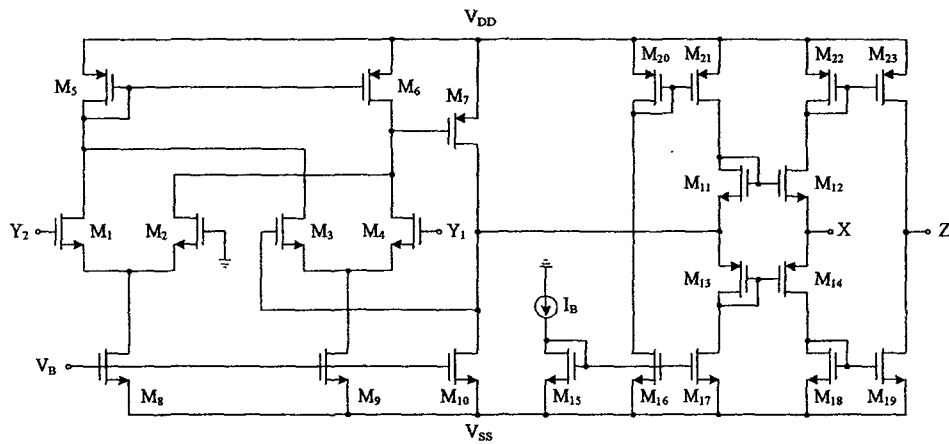 V_DD
M_20 M_21 M_22 M_23
M_5 M_6 M_7
M_11 M_12
Y_2 M_1 M_2 M_3 M_4 Y_1 X Z
M_13 M_14
I_B
V_B
M_8 M_9 M_10 M_15 M_16 M_17 M_18 M_19
V_SS